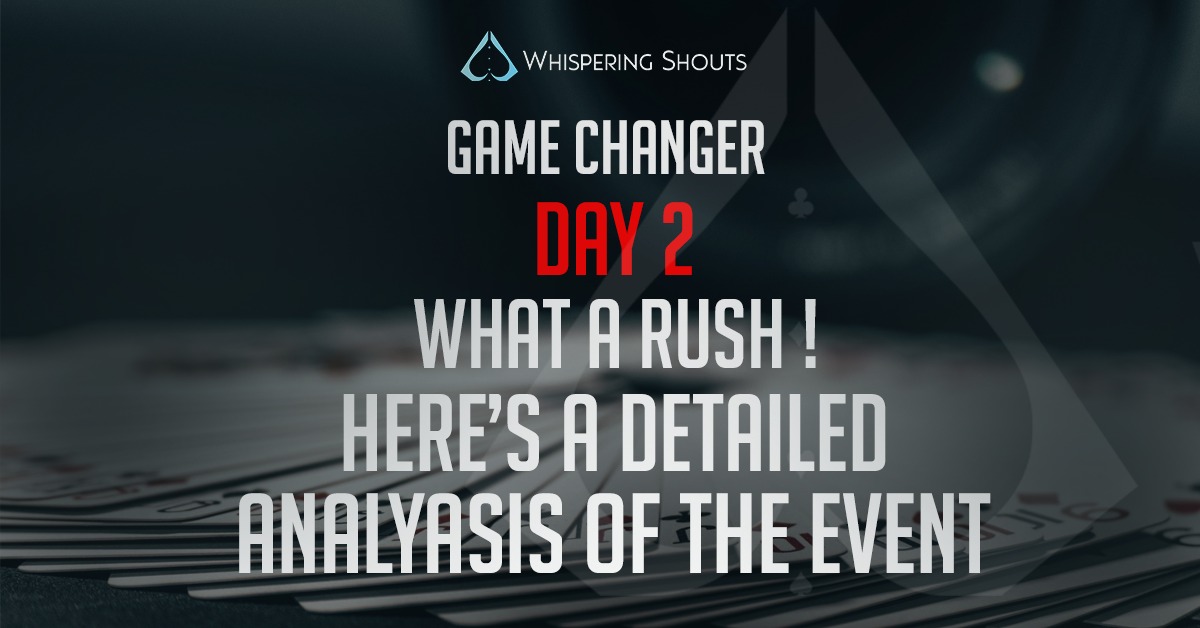 Whispering Shouts
GAME CHANGER
DAY 2
WHAT A RUSH !
HERE'S A DETAILED
ANALYASIS OF THE EVENT